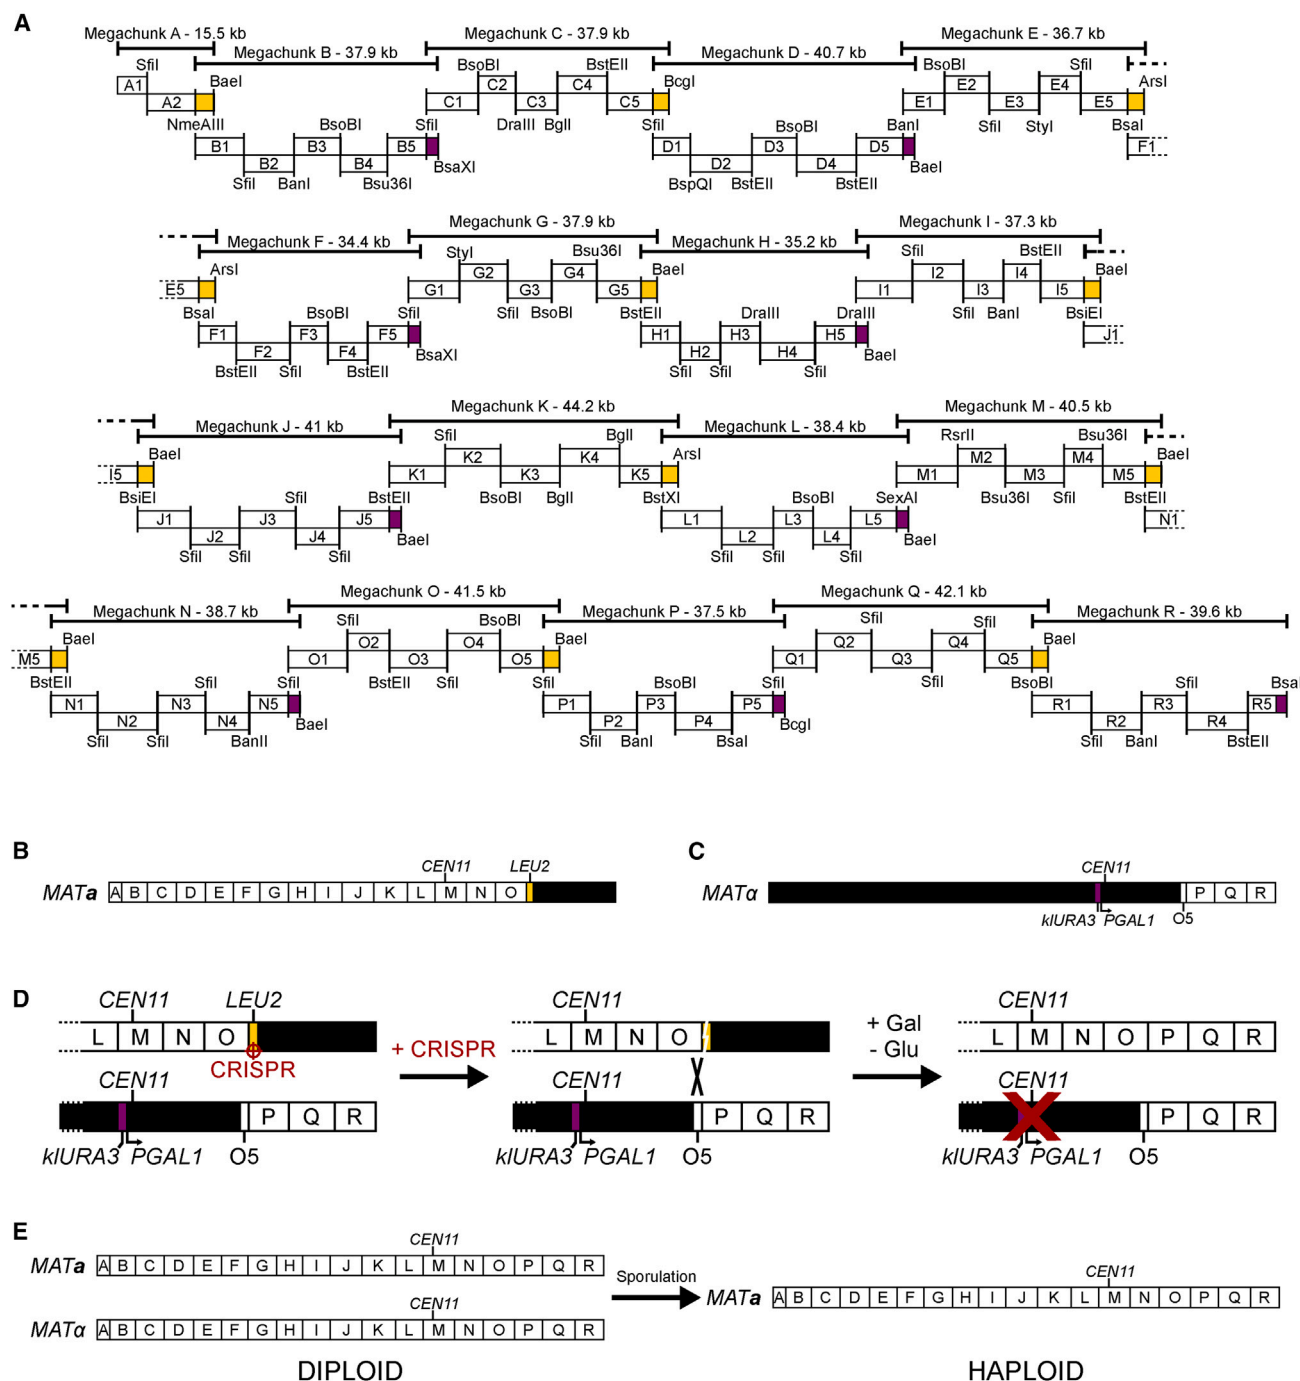 A
Megachunk A - 15.5 kb
Megachunk B - 37.9 kb
Megachunk C - 37.9 kb
Megachunk D - 40.7 kb
Megachunk E - 36.7 kb
SfiI BaeI BsoBI BstEII BcgI BsoBI SfiI ArsI
A1 A2 C1 C2 C3 C4 C5 E1 E2 E3 E4 E5
NmeAIII BsoBI SfiI DraIII BglI SfiI BsoBI BanI SfiI StyI BsaI
B1 B2 B3 B4 B5 D1 D2 D3 D4 D5 F1
BsaXI BaeI
SfiI BanI Bsu36I BspQI BstEII BstEII
Megachunk F - 34.4 kb
Megachunk G - 37.9 kb
Megachunk H - 35.2 kb
Megachunk I - 37.3 kb
ArsI StyI Bsu36I BaeI SfiI BstEII BaeI
E5 G1 G2 G3 G4 G5 I1 I2 I3 I4 I5
BsaI BsoBI SfiI SfiI BsoBI BstEII DraIII DraIII SfiI BanI BsiEI
F1 F2 F3 F4 F5 H1 H2 H3 H4 H5 J1
BsaXI BaeI
BstEII SfiI BstEII SfiI SfiI SfiI
Megachunk J - 41 kb
Megachunk K - 44.2 kb
Megachunk L - 38.4 kb
Megachunk M - 40.5 kb
BaeI SfiI BglI ArsI RsrII Bsu36I BaeI
I5 K1 K2 K3 K4 K5 M1 M2 M3 M4 M5
BsiEI SfiI BstEII BsoBI BglI BstXI BsoBI SexAI Bsu36I SfiI BstEII
J1 J2 J3 J4 J5 L1 L2 L3 L4 L5 N1
BaeI BaeI
SfiI SfiI SfiI SfiI SfiI SfiI
Megachunk N - 38.7 kb
Megachunk O - 41.5 kb
Megachunk P - 37.5 kb
Megachunk Q - 42.1 kb
Megachunk R - 39.6 kb
BaeI SfiI BsoBI BaeI SfiI SfiI BaeI
M5 O1 O2 O3 O4 O5 Q1 Q2 Q3 Q4 Q5
BstEII SfiI SfiI BstEII SfiI SfiI BsoBI SfiI SfiI BsoBI SfiI BsaI
N1 N2 N3 N4 N5 P1 P2 P3 P4 P5 R1 R2 R3 R4 R5
BaeI BcgI
SfiI SfiI BanII SfiI BanI BsaI SfiI BanI BstEII
B
CEN11 LEU2
MATa A B C D E F G H I J K L M N O
C
CEN11
MATα P Q R
klURA3 PGAL1 O5
D
CEN11 LEU2
L M N O
CRISPR
CEN11
P Q R
klURA3 PGAL1 O5
+ CRISPR
CEN11
L M N O
CEN11
P Q R
klURA3 PGAL1 O5
+ Gal
- Glu
CEN11
L M N O P Q R
CEN11
P Q R
klURA3 PGAL1 O5
E
CEN11
MATa A B C D E F G H I J K L M N O P Q R
CEN11
MATα A B C D E F G H I J K L M N O P Q R
DIPLOID
Sporulation
CEN11
MATa A B C D E F G H I J K L M N O P Q R
HAPLOID